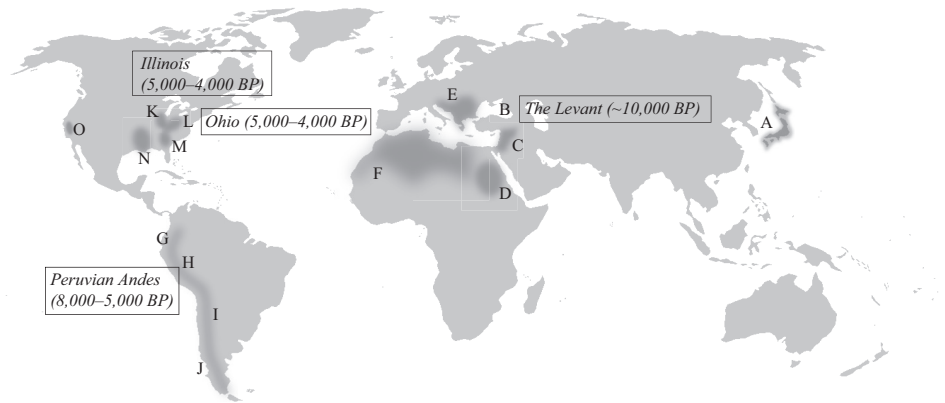 Illinois
(5,000–4,000 BP)
K
L
Ohio (5,000–4,000 BP)
O
M
N
E
B
The Levant (~10,000 BP)
A
C
F
D
G
H
Peruvian Andes
(8,000–5,000 BP)
I
J